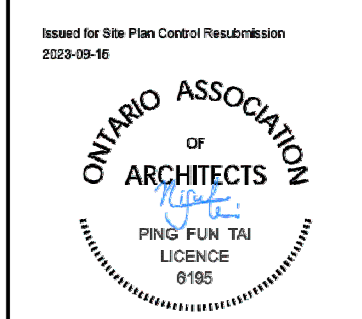 Issued for Site Plan Control Resubmission
2023-09-15
ONTARIO ASSOCIATION
OF
ARCHITECTS
PING FUN TAI
LICENCE
6195